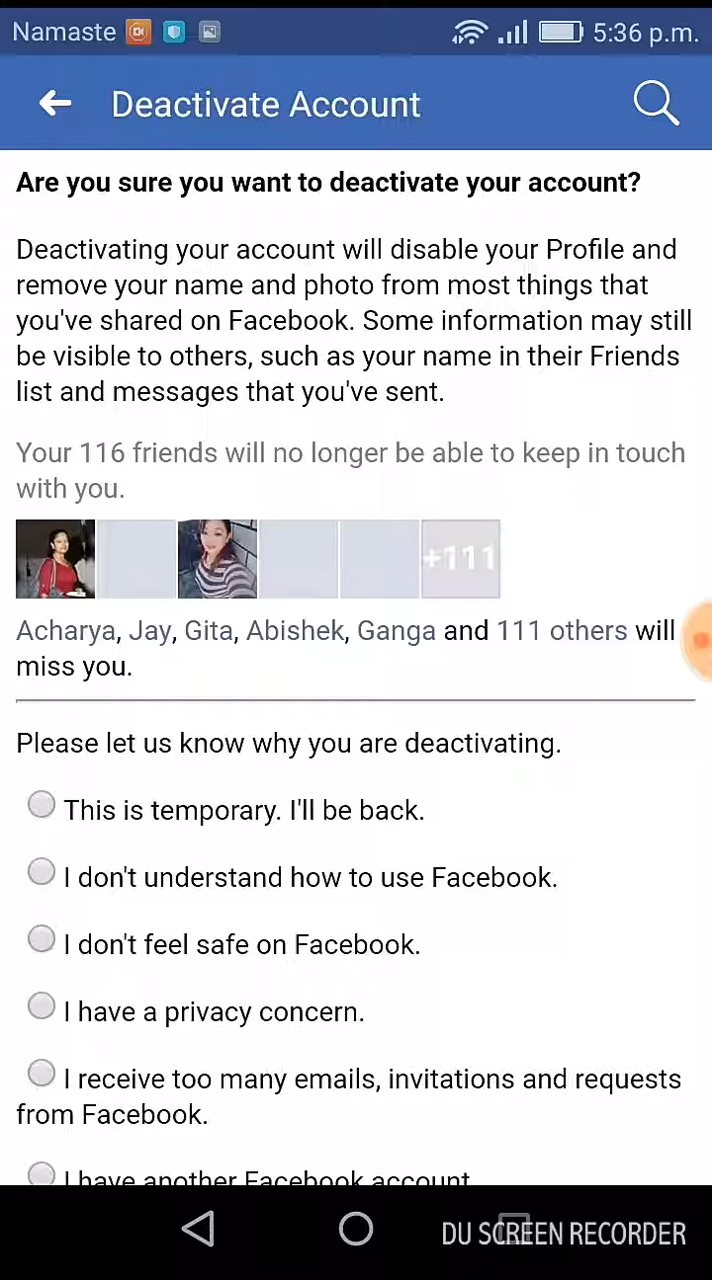 Namaste 5:36 p.m.
Deactivate Account
Are you sure you want to deactivate your account?
Deactivating your account will disable your Profile and
remove your name and photo from most things that
you've shared on Facebook. Some information may still
be visible to others, such as your name in their Friends
list and messages that you've sent.
Your 116 friends will no longer be able to keep in touch
with you.
+111
Acharya, Jay, Gita, Abishek, Ganga and 111 others will
miss you.
Please let us know why you are deactivating.
This is temporary. I'll be back.
I don't understand how to use Facebook.
I don't feel safe on Facebook.
I have a privacy concern.
I receive too many emails, invitations and requests
from Facebook.
I have another Facebook account
DU SCREEN RECORDER